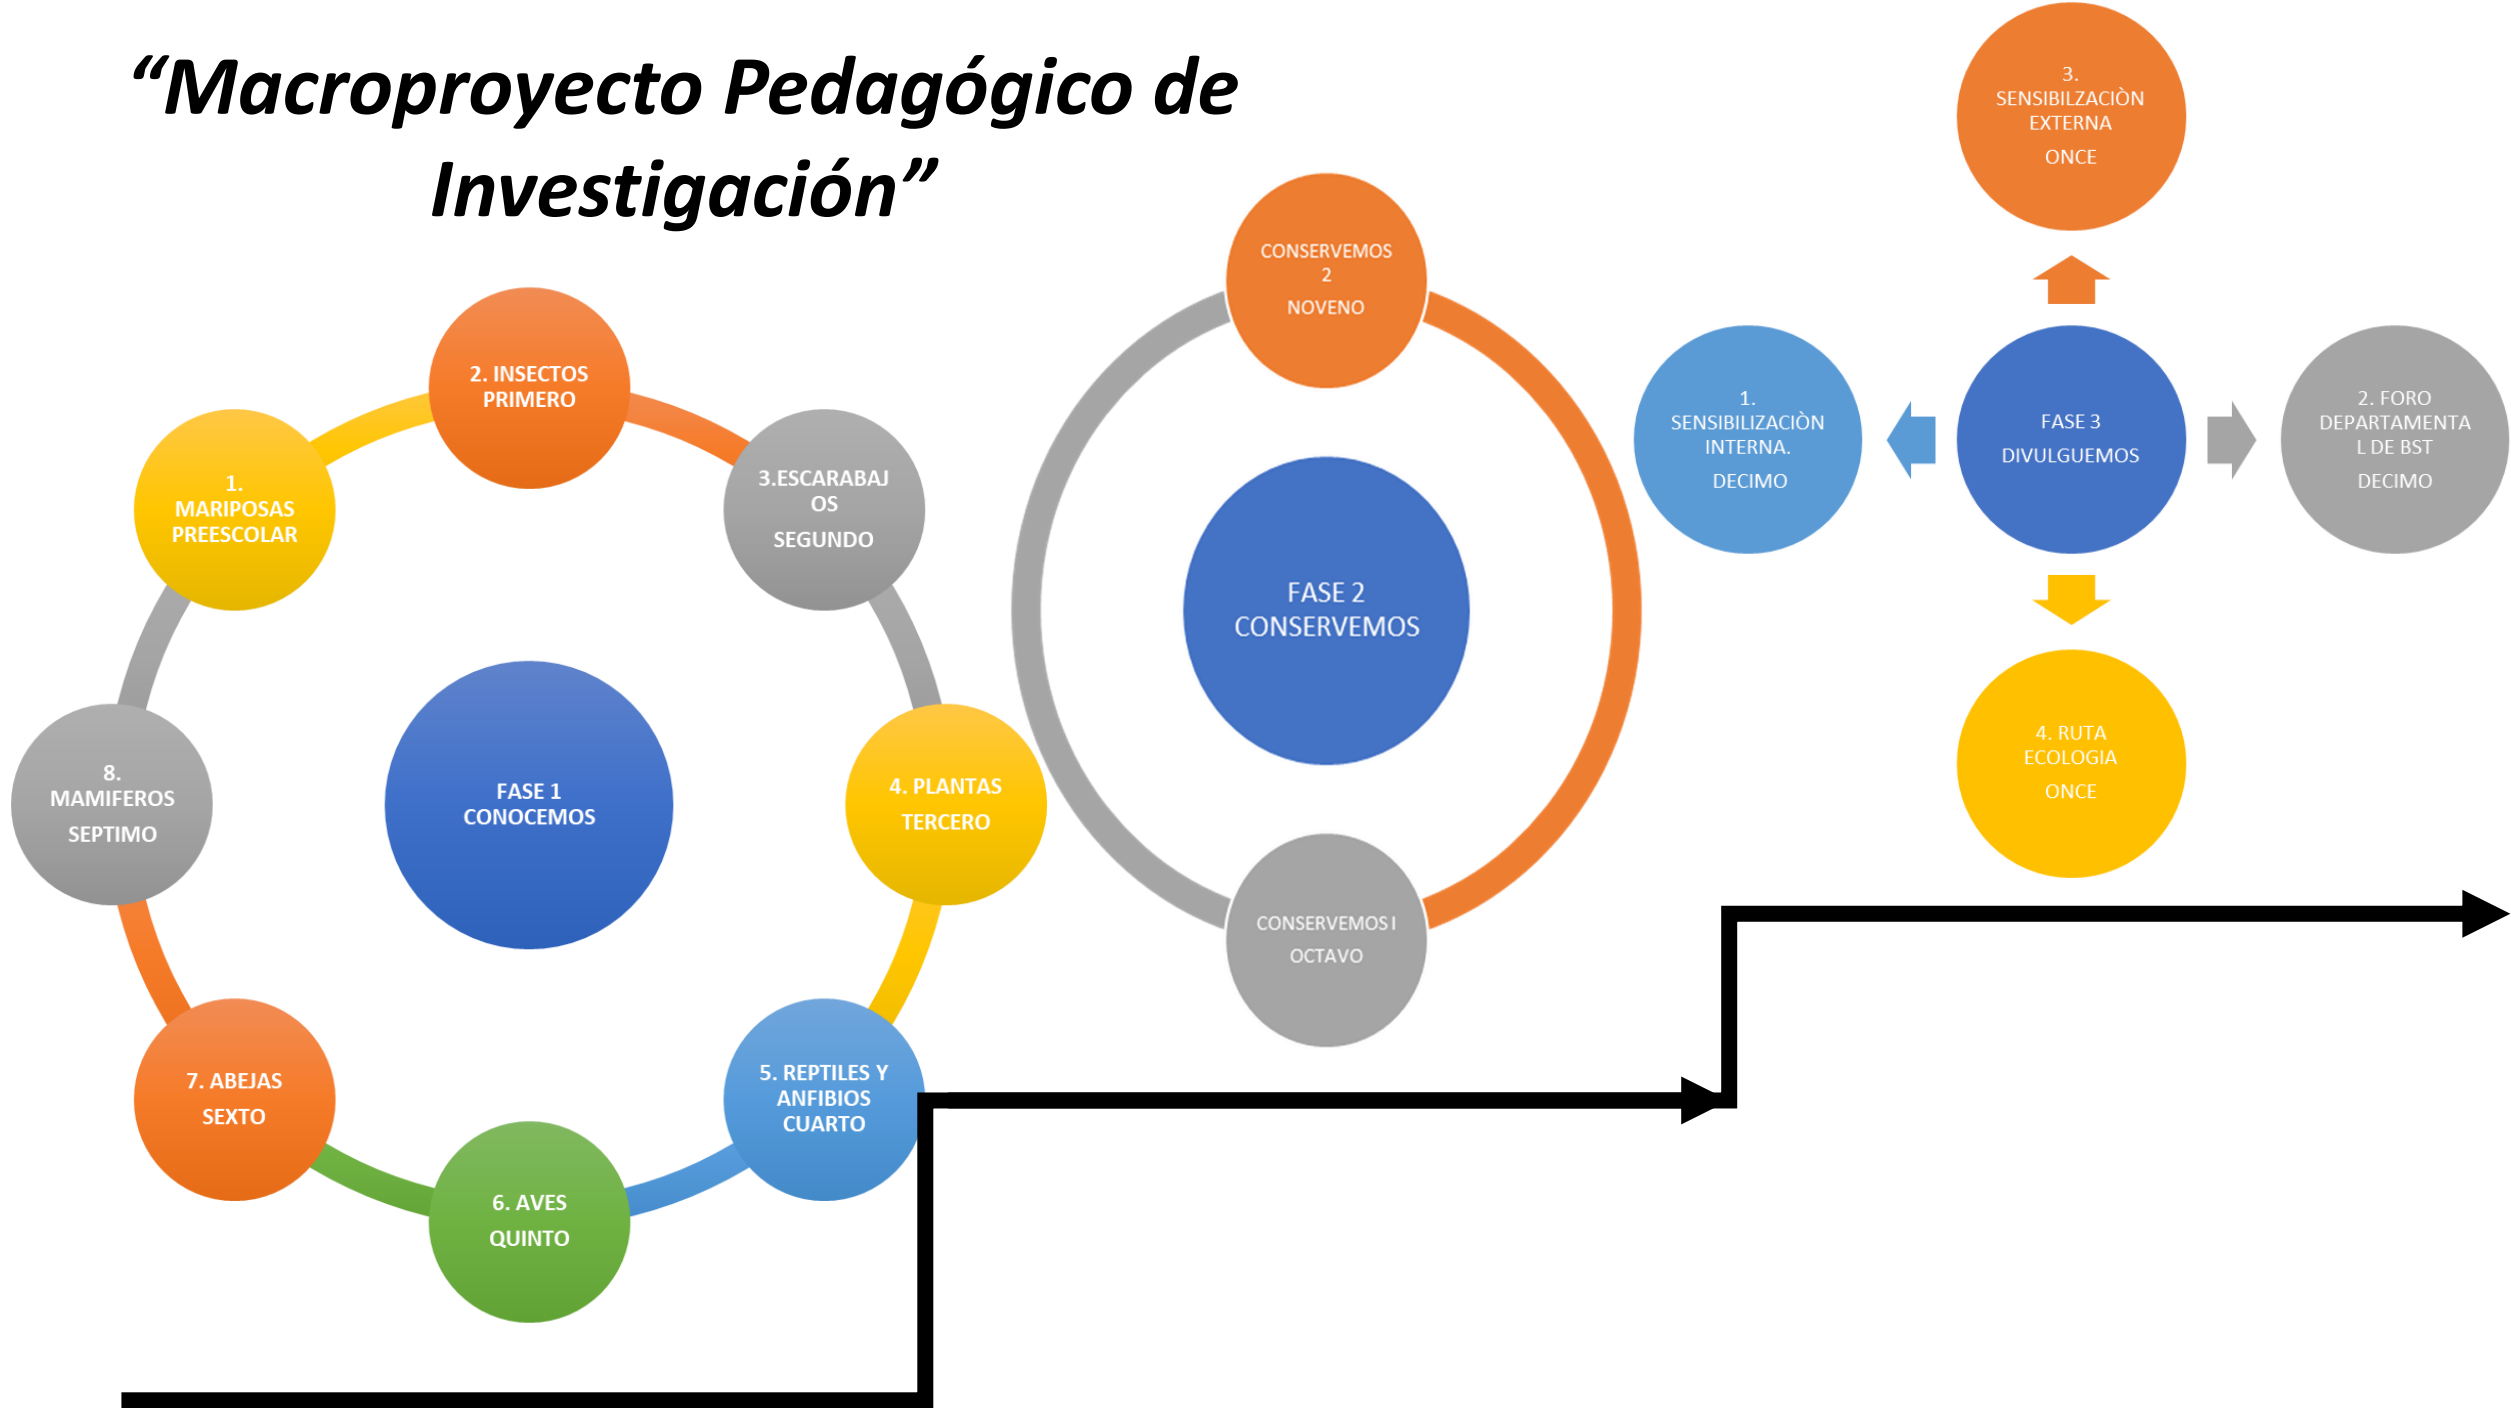 “Macroproyecto Pedagógico de
Investigación”
1.
MARIPOSAS
PREESCOLAR
2. INSECTOS
PRIMERO
3.ESCARABAJ
OS
SEGUNDO
4. PLANTAS
TERCERO
5. REPTILES Y
ANFIBIOS
CUARTO
6. AVES
QUINTO
7. ABEJAS
SEXTO
8.
MAMIFEROS
SEPTIMO
FASE 1
CONOCEMOS
CONSERVEMOS
2
NOVENO
FASE 2
CONSERVEMOS
CONSERVEMOS I
OCTAVO
3.
SENSIBILZACIÒN
EXTERNA
ONCE
1.
SENSIBILIZACIÒN
INTERNA.
DECIMO
FASE 3
DIVULGUEMOS
2. FORO
DEPARTAMENTA
L DE BST
DECIMO
4. RUTA
ECOLOGIA
ONCE